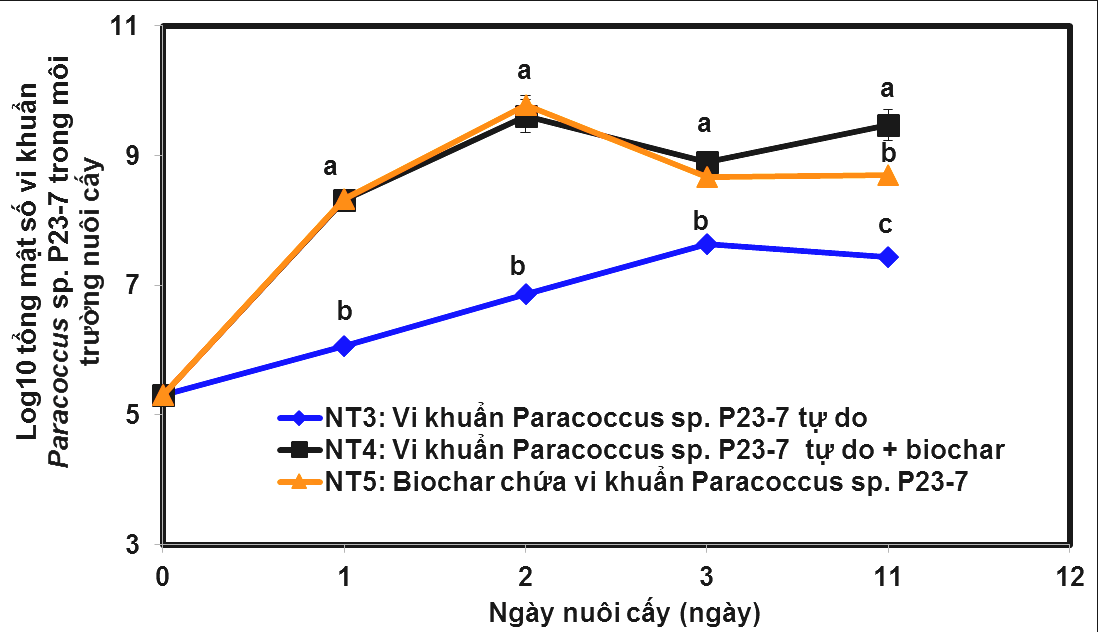 Log10 tổng mật số vi khuẩn
Paracoccus sp. P23-7 trong môi
trường nuôi cấy
11
9
7
5
3
a
a
a
a
b
b
b
b
c
NT3: Vi khuẩn Paracoccus sp. P23-7 tự do
NT4: Vi khuẩn Paracoccus sp. P23-7 tự do + biochar
NT5: Biochar chứa vi khuẩn Paracoccus sp. P23-7
0 1 2 3 11 12
Ngày nuôi cấy (ngày)